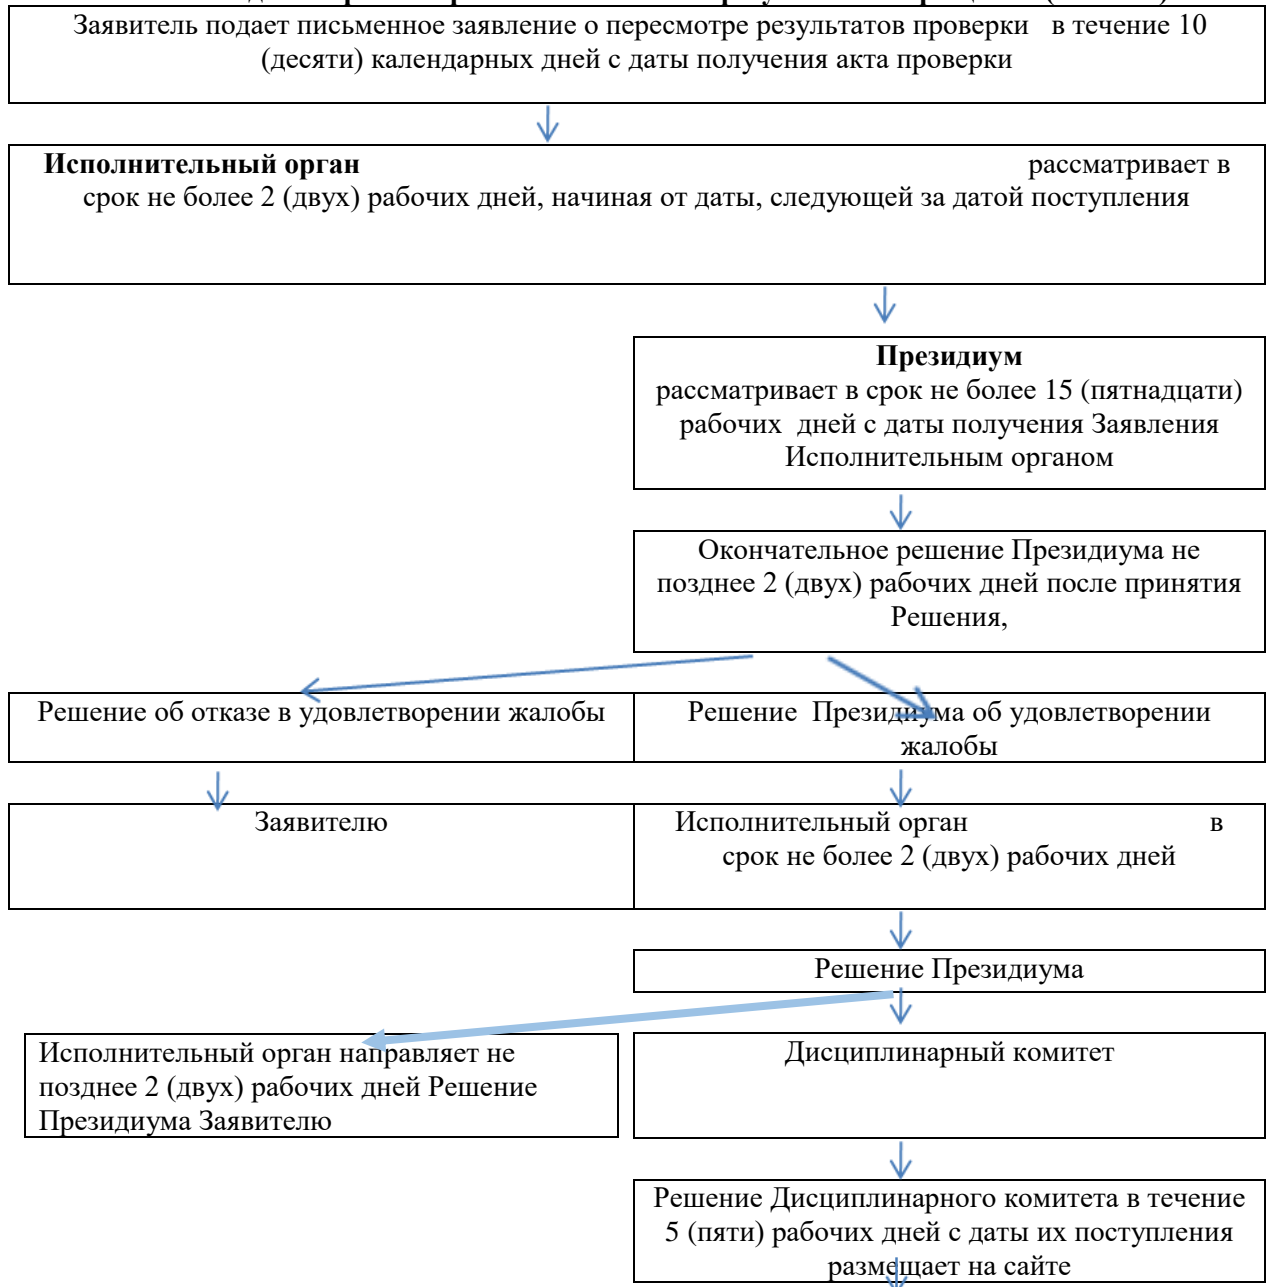 Заявитель подает письменное заявление о пересмотре результатов проверки в течение 10
(десяти) календарных дней с даты получения акта проверки
Исполнительный орган рассматривает в
срок не более 2 (двух) рабочих дней, начиная от даты, следующей за датой поступления
Президиум
рассматривает в срок не более 15 (пятнадцати)
рабочих дней с даты получения Заявления
Исполнительным органом
Окончательное решение Президиума не
позднее 2 (двух) рабочих дней после принятия
Решения,
Решение об отказе в удовлетворении жалобы
Решение Президиума об удовлетворении
жалобы
Заявителю
Исполнительный орган в
срок не более 2 (двух) рабочих дней
Решение Президиума
Исполнительный орган направляет не
позднее 2 (двух) рабочих дней Решение
Президиума Заявителю
Дисциплинарный комитет
Решение Дисциплинарного комитета в течение
5 (пяти) рабочих дней с даты их поступления
размещает на сайте